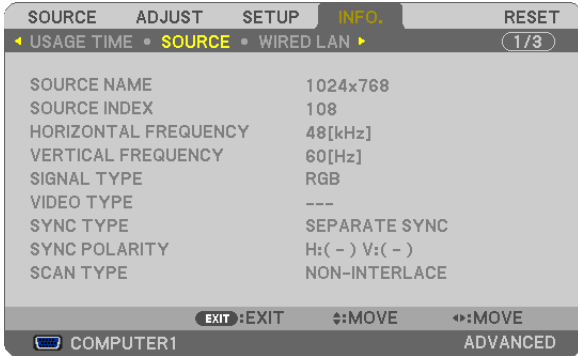 SOURCE ADJUST SETUP INFO. RESET
◀ USAGE TIME • SOURCE • WIRED LAN ▶ 1/3
SOURCE NAME 1024x768
SOURCE INDEX 108
HORIZONTAL FREQUENCY 48[kHz]
VERTICAL FREQUENCY 60[Hz]
SIGNAL TYPE RGB
VIDEO TYPE ---
SYNC TYPE SEPARATE SYNC
SYNC POLARITY H:( – ) V:( – )
SCAN TYPE NON-INTERLACE
EXIT :EXIT :MOVE :MOVE
COMPUTER1 ADVANCED